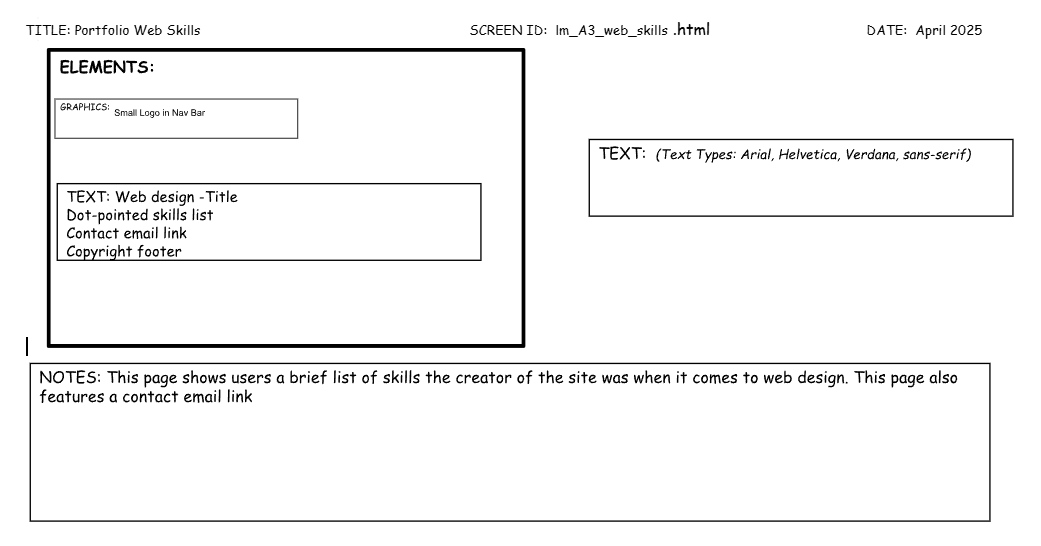 TITLE: Portfolio Web Skills SCREEN ID: lm_A3_web_skills .html DATE: April 2025
ELEMENTS:
GRAPHICS: Small Logo in Nav Bar
TEXT: (Text Types: Arial, Helvetica, Verdana, sans-serif)
TEXT: Web design -Title
Dot-pointed skills list
Contact email link
Copyright footer
NOTES: This page shows users a brief list of skills the creator of the site was when it comes to web design. This page also
features a contact email link